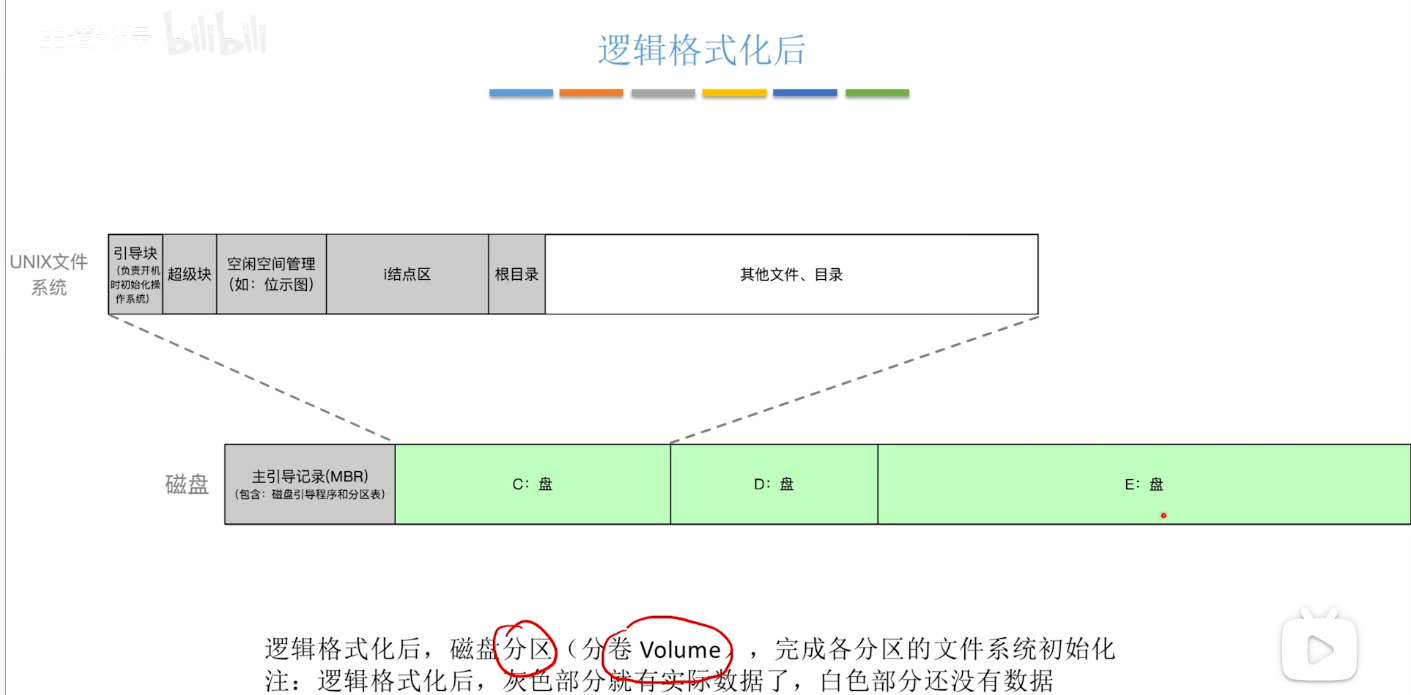 bilibili
逻辑格式化后
UNIX文件
系统
引导块
（负责开机
时初始化操
作系统）
超级块
空闲空间管理
（如：位示图）
i结点区
根目录
其他文件、目录
磁盘
主引导记录(MBR)
（包含：磁盘引导程序和分区表）
C：盘
D：盘
E：盘
逻辑格式化后，磁盘分区（分卷 Volume），完成各分区的文件系统初始化
注：逻辑格式化后，灰色部分就有实际数据了，白色部分还没有数据